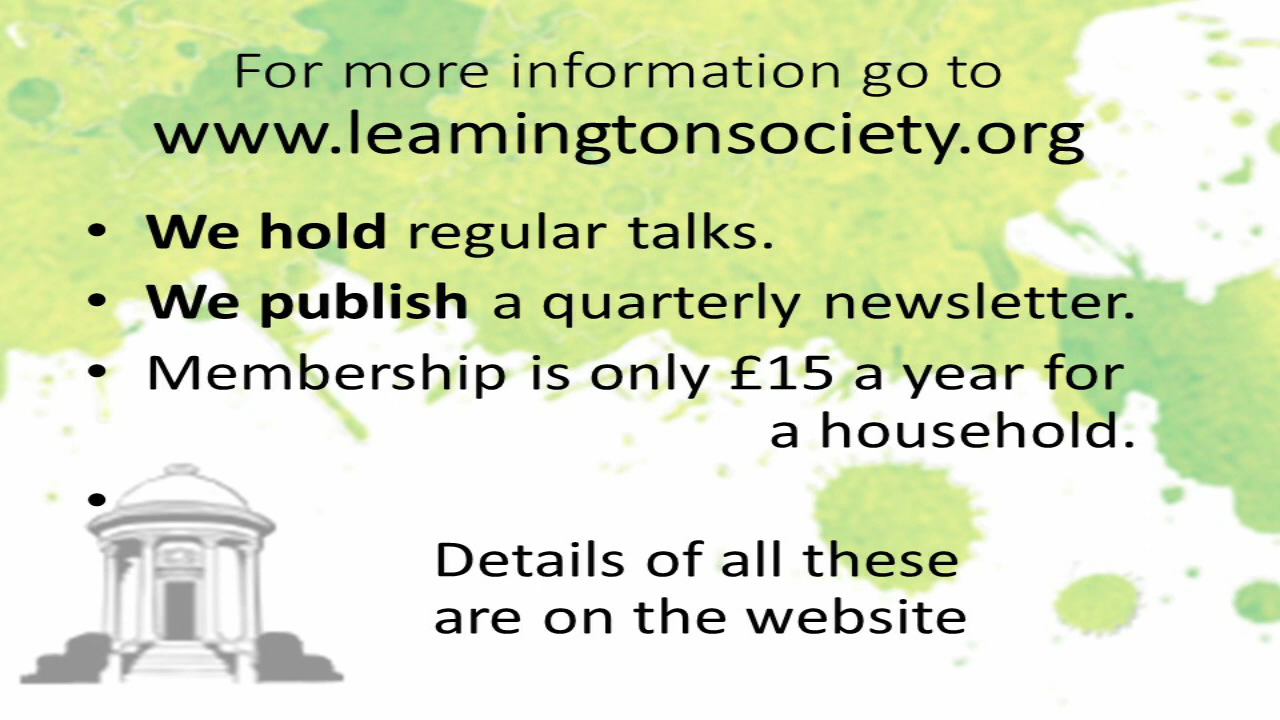 For more information go to
www.leamingtonsociety.org
• We hold regular talks.
• We publish a quarterly newsletter.
• Membership is only £15 a year for
a household.
•
Details of all these
are on the website